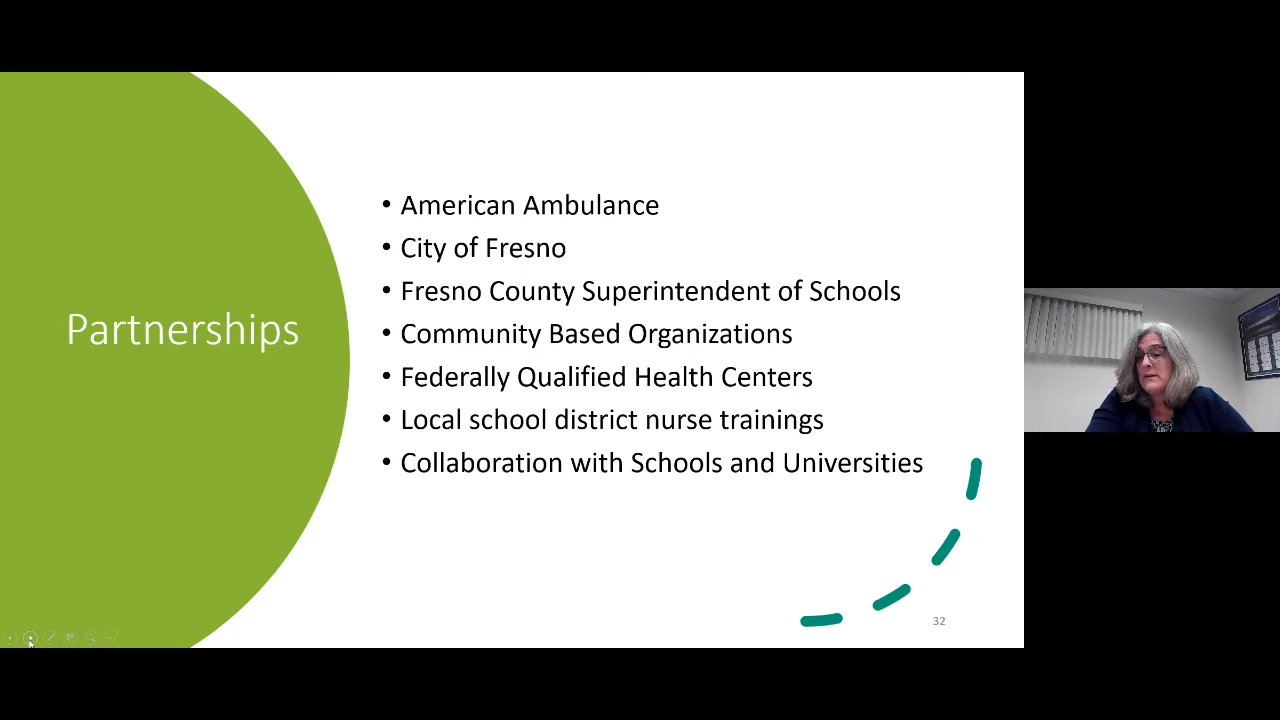 Partnerships
• American Ambulance
• City of Fresno
• Fresno County Superintendent of Schools
• Community Based Organizations
• Federally Qualified Health Centers
• Local school district nurse trainings
• Collaboration with Schools and Universities
32